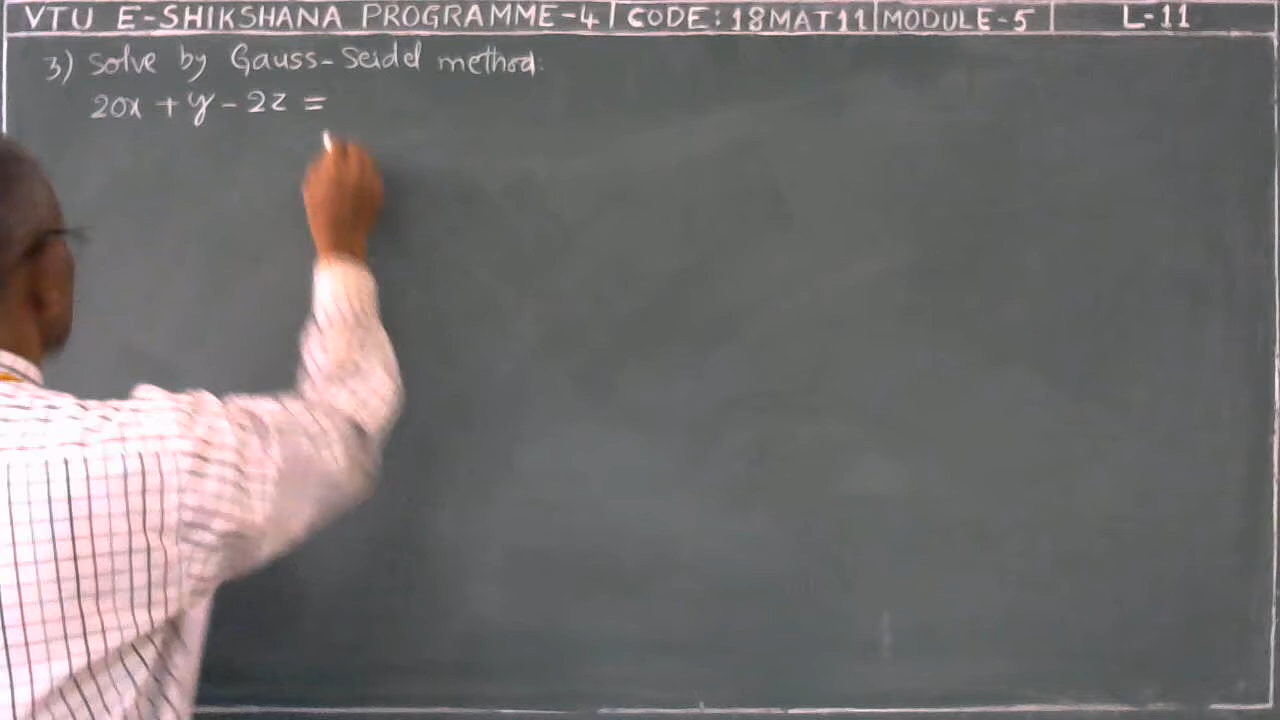 VTU E-SHIKSHANA PROGRAMME-4 | CODE: 18MAT11 | MODULE-5 | L-11
3) Solve by Gauss-Seidel method.
20x + y - 2z =